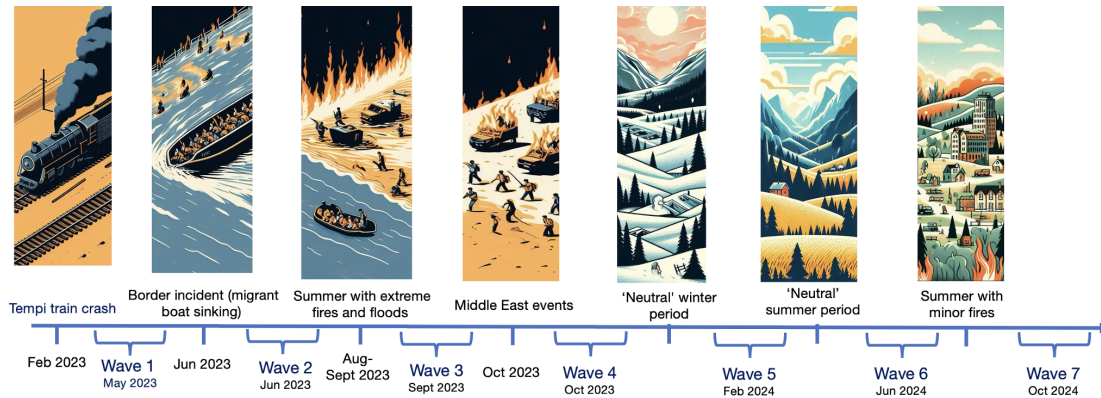 Tempi train crash
Border incident (migrant
boat sinking)
Summer with extreme
fires and floods
Middle East events
‘Neutral' winter
period
‘Neutral’
summer period
Summer with
minor fires
Feb 2023
Wave 1
May 2023
Jun 2023
Wave 2
Jun 2023
Aug-
Sept 2023
Wave 3
Sept 2023
Oct 2023
Wave 4
Oct 2023
Wave 5
Feb 2024
Wave 6
Jun 2024
Wave 7
Oct 2024